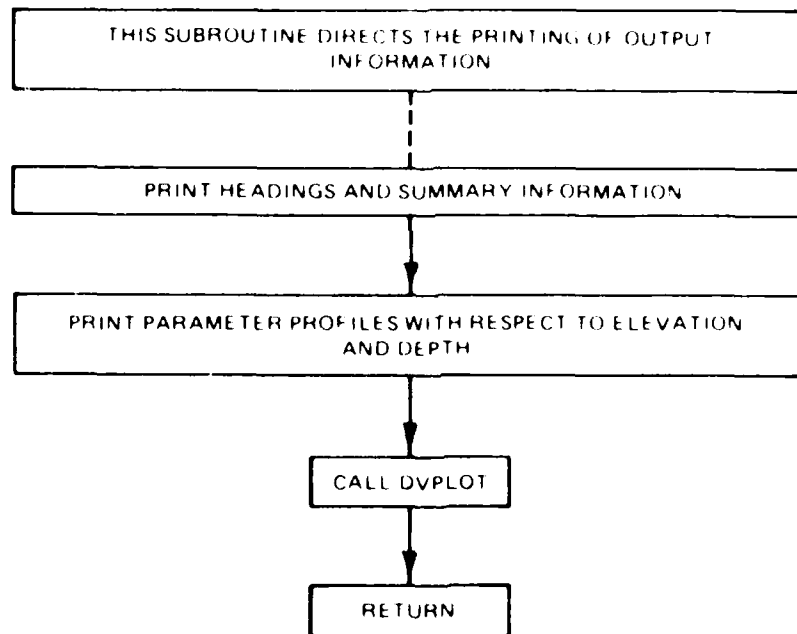 THIS SUBROUTINE DIRECTS THE PRINTING OF OUTPUT
INFORMATION
PRINT HEADINGS AND SUMMARY INFORMATION
PRINT PARAMETER PROFILES WITH RESPECT TO ELEVATION
AND DEPTH
CALL DVPLOT
RETURN